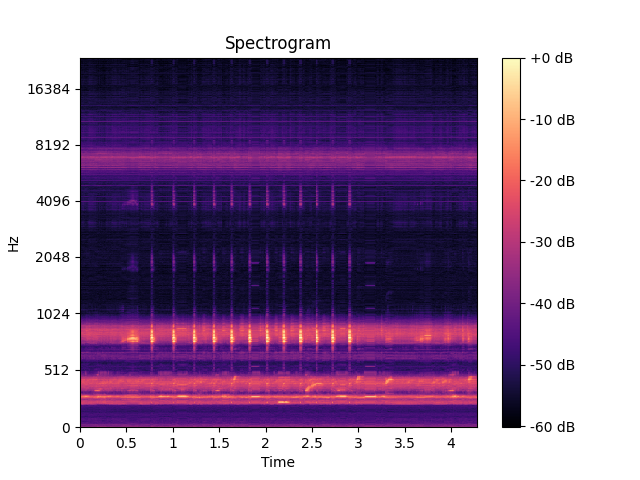 Spectrogram
16384
8192
4096
2048
1024
512
0
Hz
0 0.5 1 1.5 2 2.5 3 3.5 4
Time
+0 dB
-10 dB
-20 dB
-30 dB
-40 dB
-50 dB
-60 dB